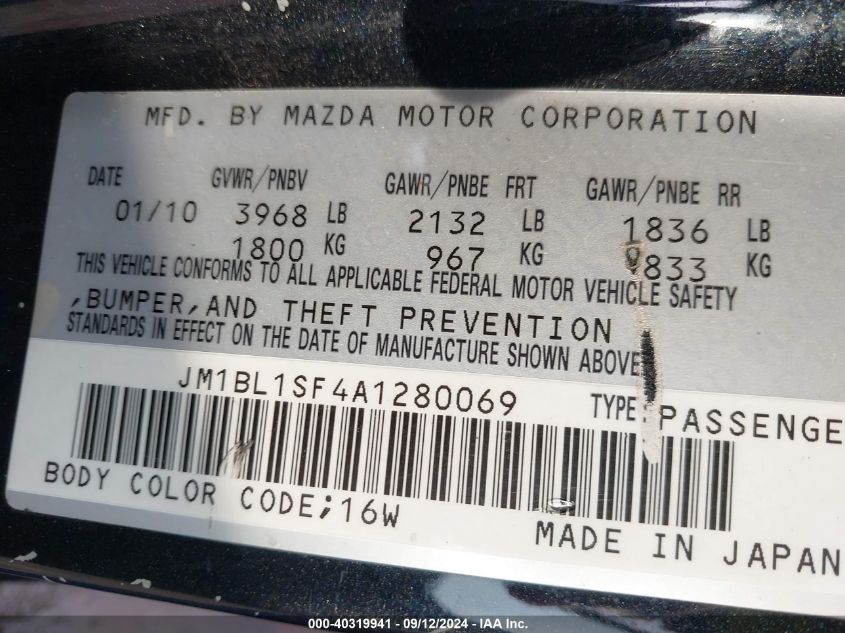 MFD. BY MAZDA MOTOR CORPORATION
DATE GVWR/PNBV GAWR/PNBE FRT GAWR/PNBE RR
01/10 3968 LB 2132 LB 1836 LB
1800 KG 967 KG 833 KG
THIS VEHICLE CONFORMS TO ALL APPLICABLE FEDERAL MOTOR VEHICLE SAFETY
,BUMPER,AND THEFT PREVENTION
STANDARDS IN EFFECT ON THE DATE OF MANUFACTURE SHOWN ABOVE
JM1BL1SF4A1280069 TYPE:PASSENGE
BODY COLOR CODE;16W
MADE IN JAPAN
000-40319941 - 09/12/2024 - IAA Inc.